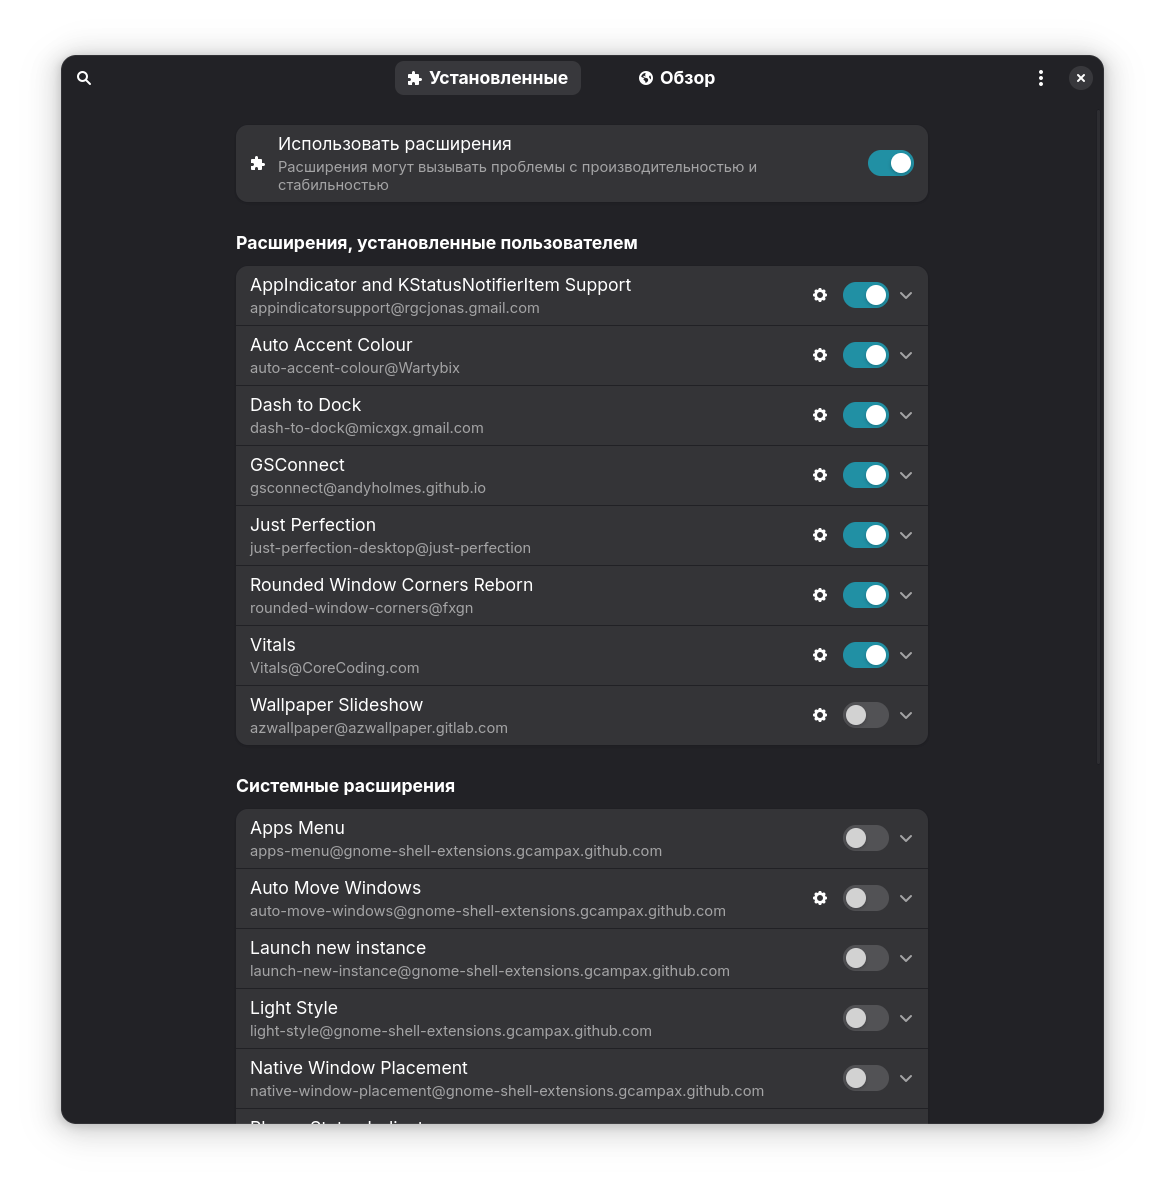 Установленные
Обзор
Использовать расширения
Расширения могут вызывать проблемы с производительностью и
стабильностью
Расширения, установленные пользователем
AppIndicator and KStatusNotifierItem Support
appindicatorsupport@rgcjonas.gmail.com
Auto Accent Colour
auto-accent-colour@Wartybix
Dash to Dock
dash-to-dock@micxgx.gmail.com
GSConnect
gsconnect@andyholmes.github.io
Just Perfection
just-perfection-desktop@just-perfection
Rounded Window Corners Reborn
rounded-window-corners@fxgn
Vitals
Vitals@CoreCoding.com
Wallpaper Slideshow
azwallpaper@azwallpaper.gitlab.com
Системные расширения
Apps Menu
apps-menu@gnome-shell-extensions.gcampax.github.com
Auto Move Windows
auto-move-windows@gnome-shell-extensions.gcampax.github.com
Launch new instance
launch-new-instance@gnome-shell-extensions.gcampax.github.com
Light Style
light-style@gnome-shell-extensions.gcampax.github.com
Native Window Placement
native-window-placement@gnome-shell-extensions.gcampax.github.com